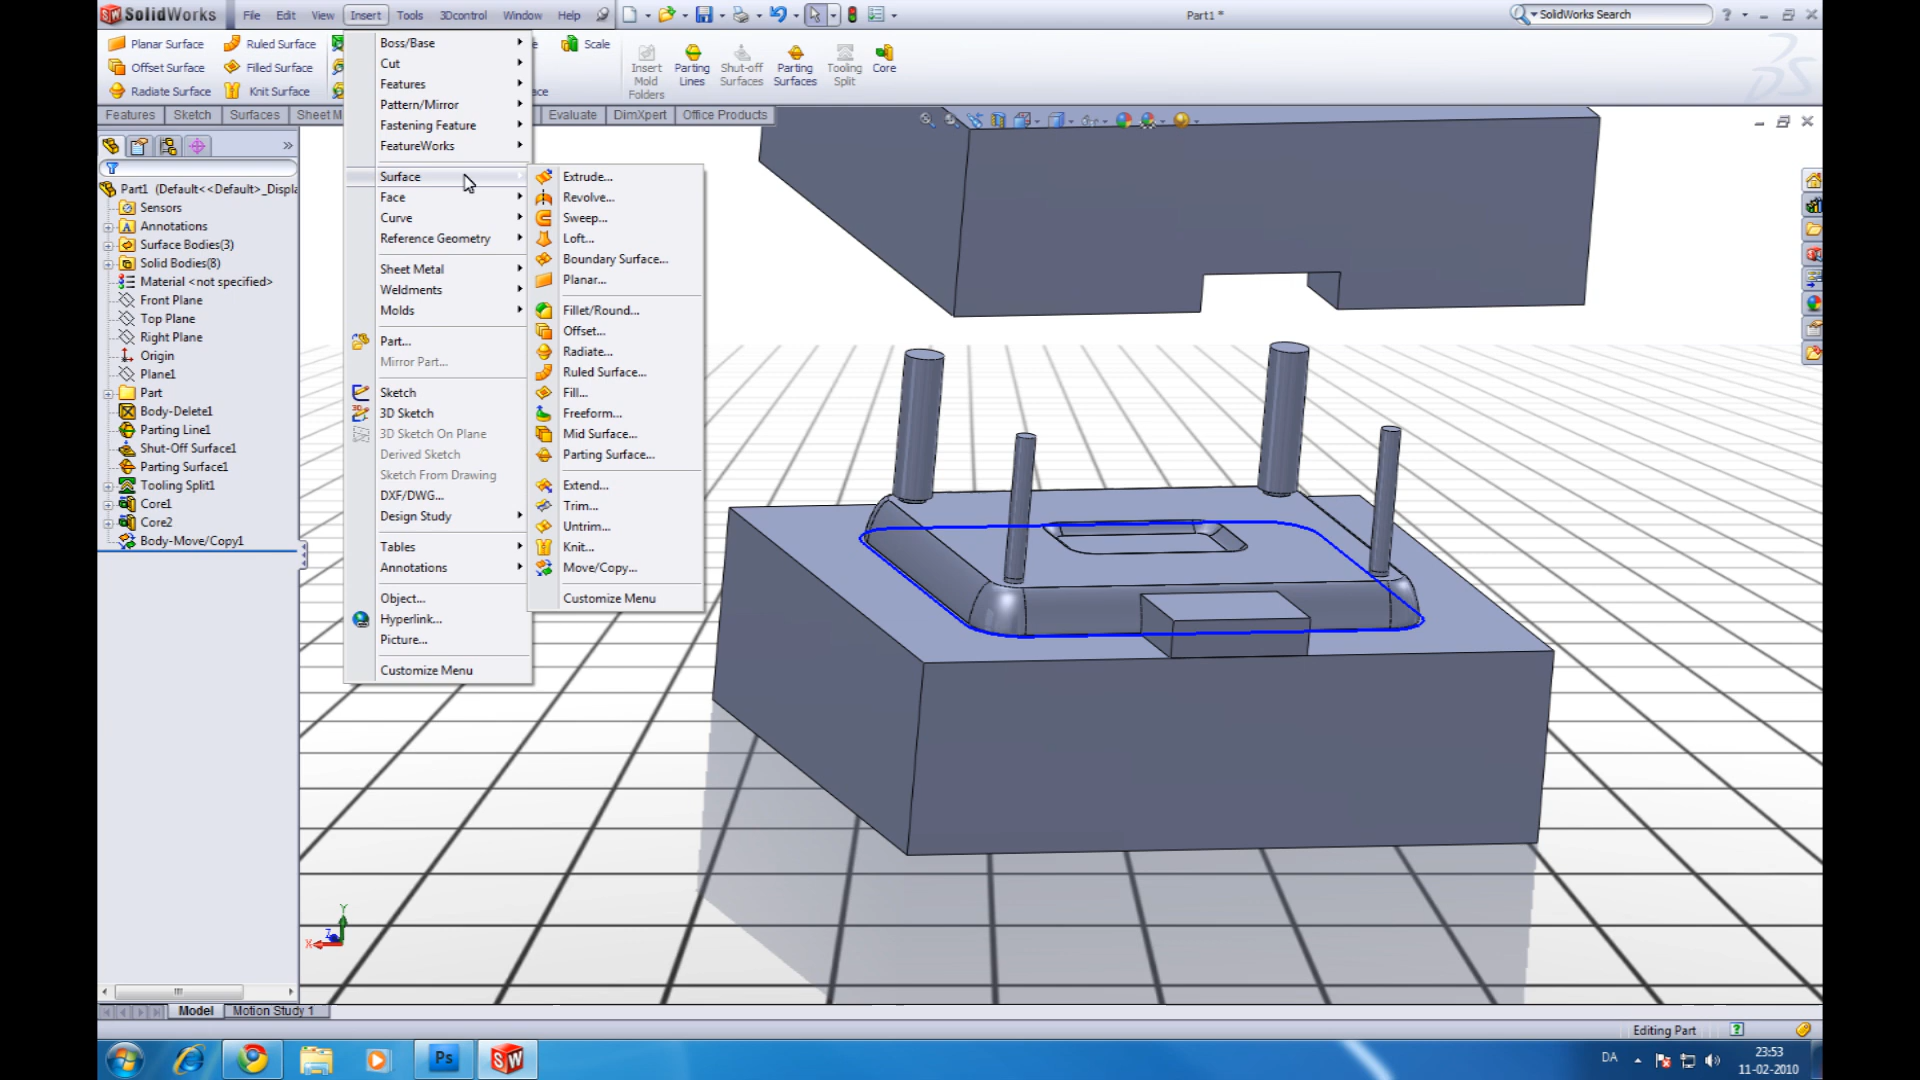 SolidWorks File Edit View Insert Tools 3Dcontrol Window Help Part1 * SolidWorks Search
Planar Surface Ruled Surface Scale
Offset Surface Filled Surface
Radiate Surface Knit Surface
Insert Mold Folders
Parting Lines
Shut-off Surfaces
Parting Surfaces
Tooling Split
Core
Features Sketch Surfaces Sheet M Evaluate DimXpert Office Products
Part1 (Default<<Default>_Displa
Sensors
Annotations
Surface Bodies(3)
Solid Bodies(8)
Material <not specified>
Front Plane
Top Plane
Right Plane
Origin
Plane1
Part
Body-Delete1
Parting Line1
Shut-Off Surface1
Parting Surface1
Tooling Split1
Core1
Core2
Body-Move/Copy1
Boss/Base
Cut
Features
Pattern/Mirror
Fastening Feature
FeatureWorks
Surface
Face
Curve
Reference Geometry
Sheet Metal
Weldments
Molds
Part...
Mirror Part...
Sketch
3D Sketch
3D Sketch On Plane
Derived Sketch
Sketch From Drawing
DXF/DWG...
Design Study
Tables
Annotations
Object...
Hyperlink...
Picture...
Customize Menu
Extrude...
Revolve...
Sweep...
Loft...
Boundary Surface...
Planar...
Fillet/Round...
Offset...
Radiate...
Ruled Surface...
Fill...
Freeform...
Mid Surface...
Parting Surface...
Extend...
Trim...
Untrim...
Knit...
Move/Copy...
Customize Menu
Y
Z
X
Model Motion Study 1
Editing Part
Ps SW DA 23:53
11-02-2010